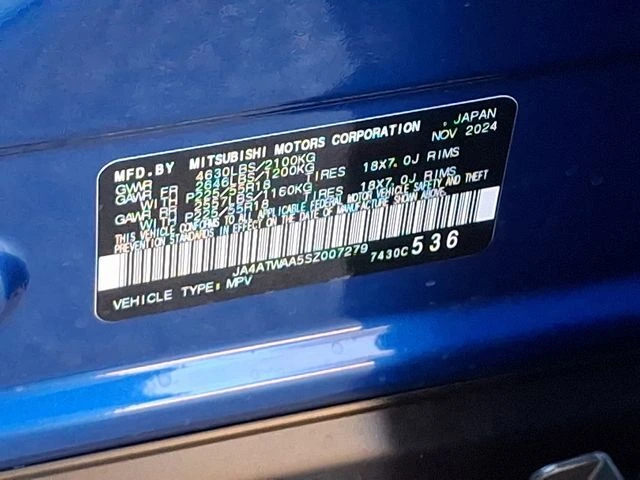 MFD.BY MITSUBISHI MOTORS CORPORATION . JAPAN
NOV 2024
GVWR 4630LBS/2100KG
GAWR FR 2646LBS/1200KG
WITH P225/55R18 TIRES 18X7.0J RIMS
GAWR RR 2557LBS/1160KG
WITH P225/55R18 TIRES 18X7.0J RIMS
THIS VEHICLE CONFORMS TO ALL APPLICABLE FEDERAL MOTOR VEHICLE SAFETY AND THEFT
PREVENTION STANDARDS IN EFFECT ON THE DATE OF MANUFACTURE SHOWN ABOVE.
JA4ATWAA5SZ007279 7430C 536
VEHICLE TYPE: MPV